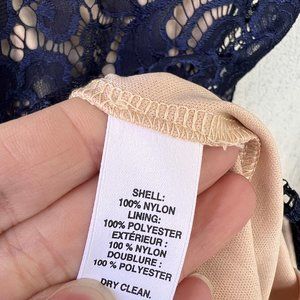 SHELL:
100% NYLON
LINING:
100% POLYESTER
EXTÉRIEUR :
100 % NYLON
DOUBLURE :
100 % POLYESTER
DRY CLEAN.